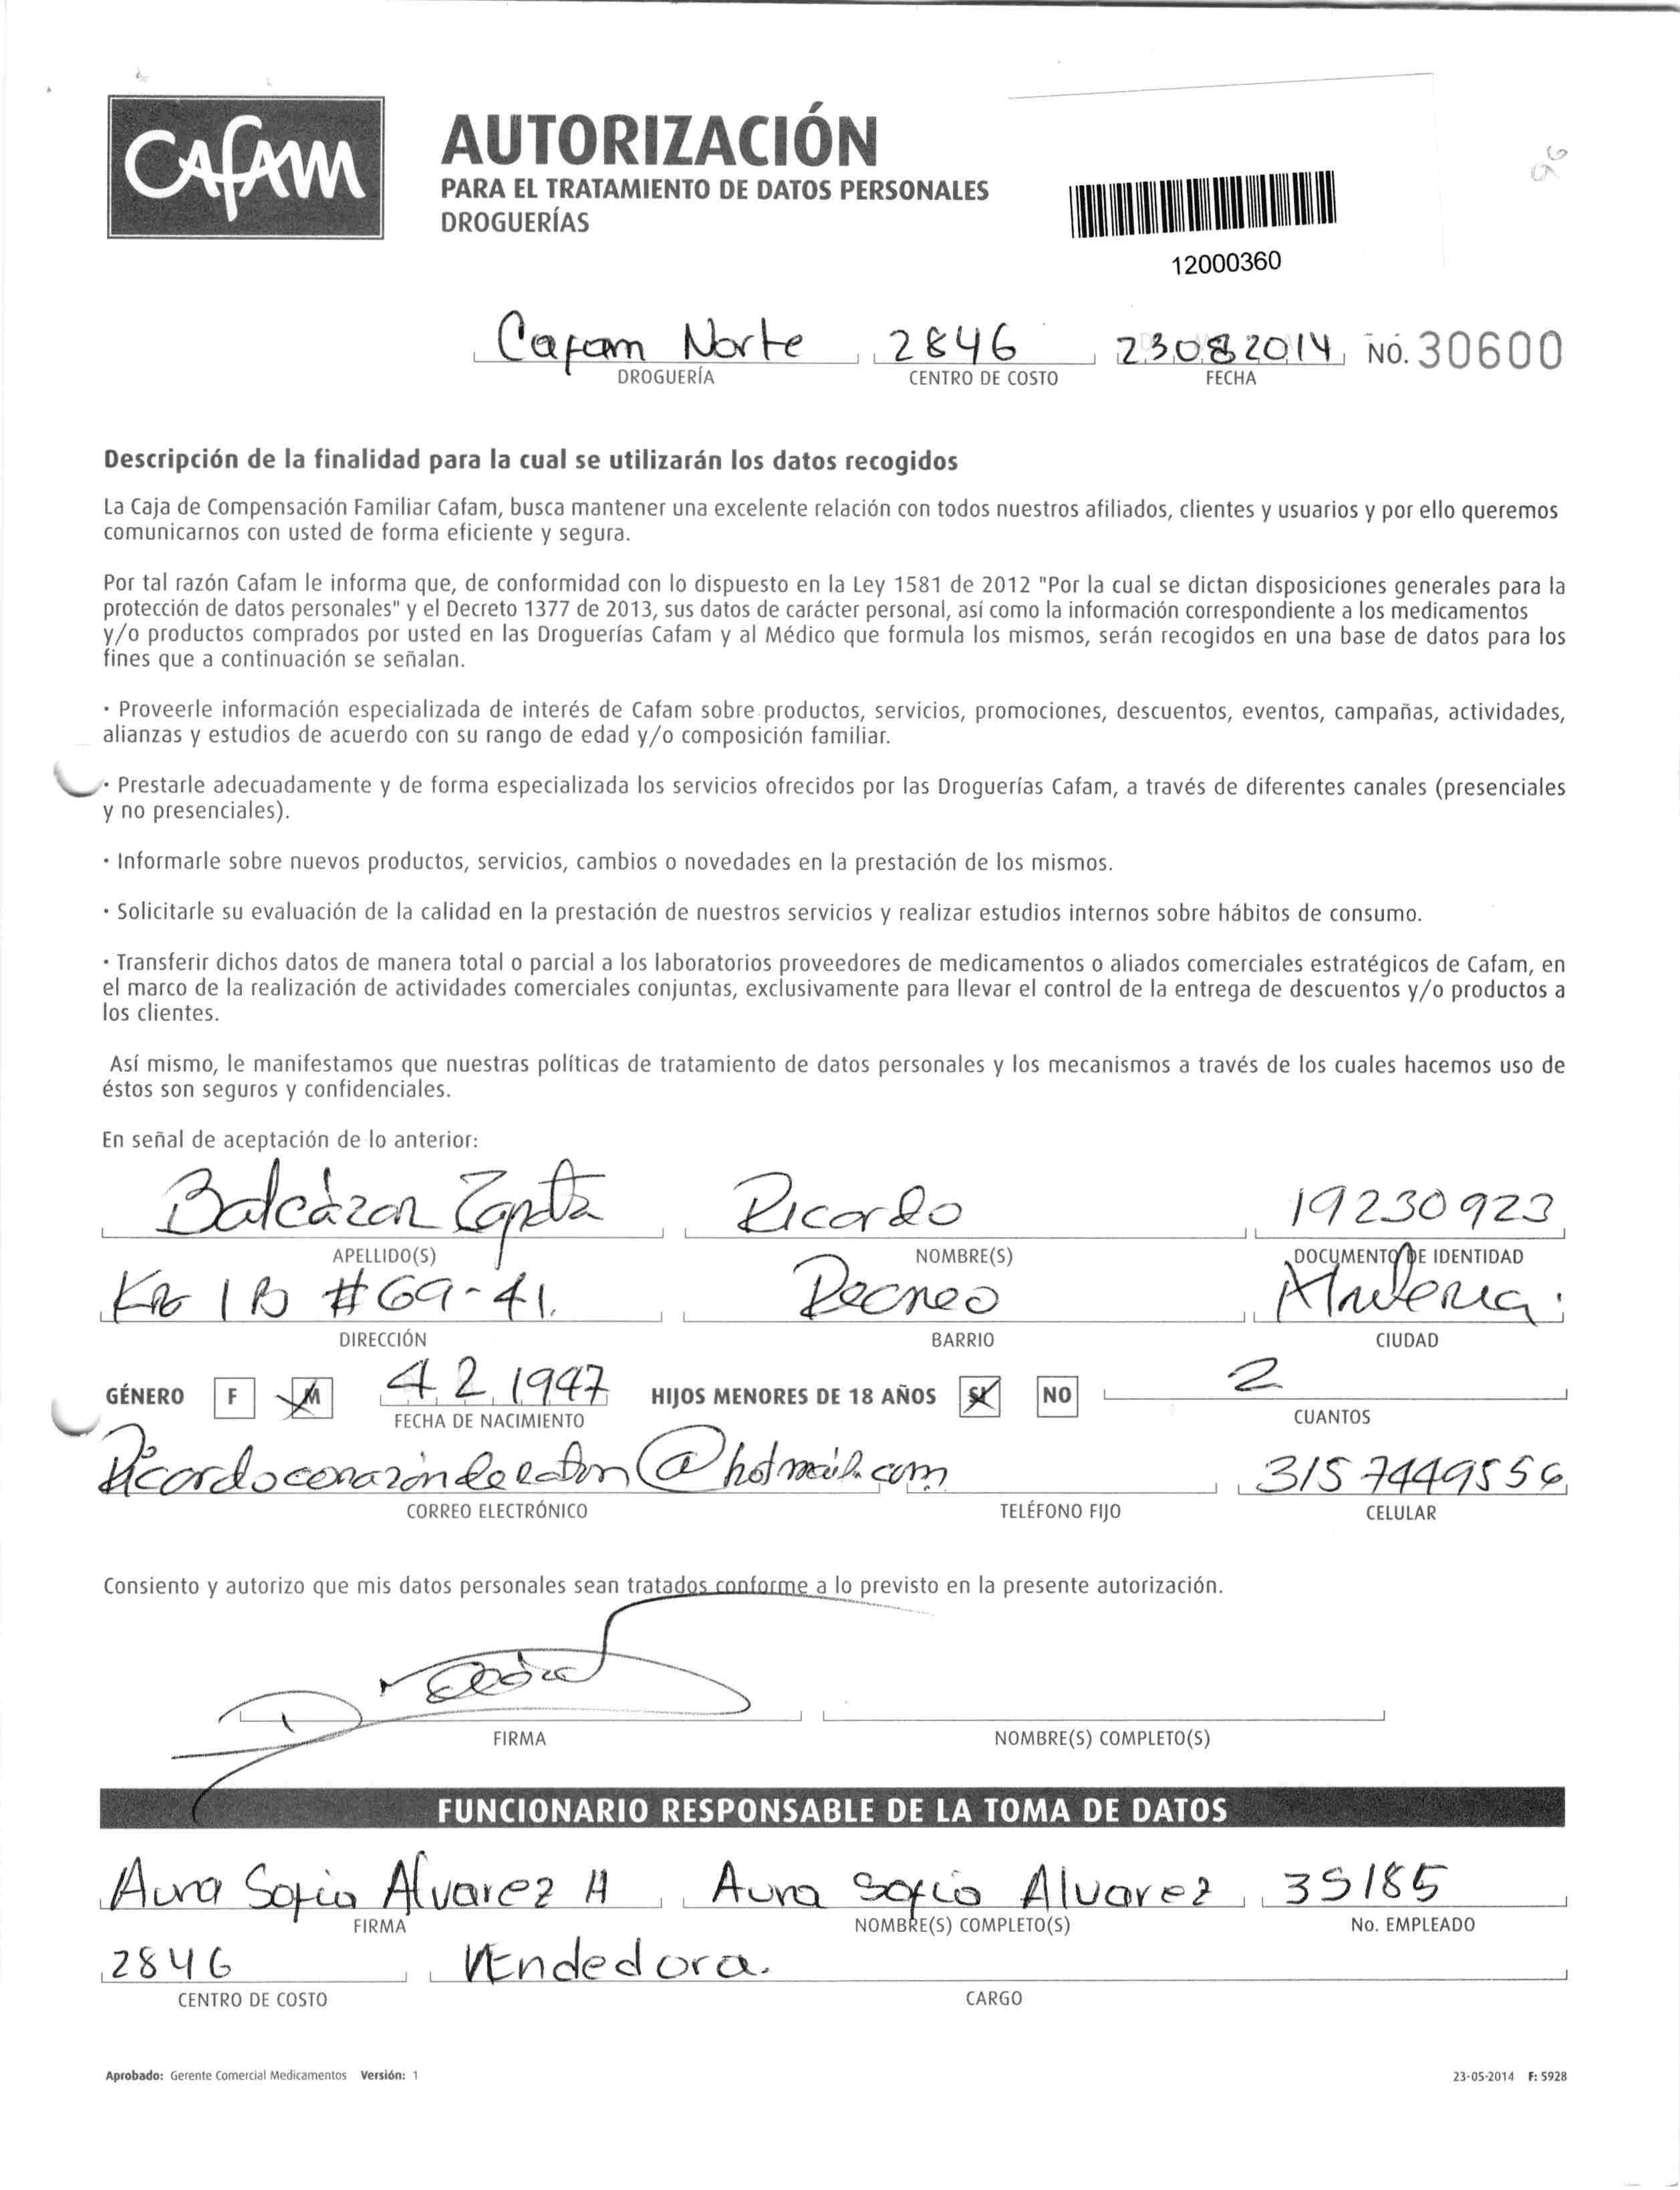 CAFAM
AUTORIZACIÓN
PARA EL TRATAMIENTO DE DATOS PERSONALES
DROGUERÍAS
12000360
Cafam Norte 2846 23082014 NO. 30600
DROGUERÍA CENTRO DE COSTO FECHA
Descripción de la finalidad para la cual se utilizarán los datos recogidos
La Caja de Compensación Familiar Cafam, busca mantener una excelente relación con todos nuestros afiliados, clientes y usuarios y por ello queremos
comunicarnos con usted de forma eficiente y segura.
Por tal razón Cafam le informa que, de conformidad con lo dispuesto en la Ley 1581 de 2012 "Por la cual se dictan disposiciones generales para la
protección de datos personales" y el Decreto 1377 de 2013, sus datos de carácter personal, así como la información correspondiente a los medicamentos
y/o productos comprados por usted en las Droguerías Cafam y al Médico que formula los mismos, serán recogidos en una base de datos para los
fines que a continuación se señalan.
· Proveerle información especializada de interés de Cafam sobre productos, servicios, promociones, descuentos, eventos, campañas, actividades,
alianzas y estudios de acuerdo con su rango de edad y/o composición familiar.
· Prestarle adecuadamente y de forma especializada los servicios ofrecidos por las Droguerías Cafam, a través de diferentes canales (presenciales
y no presenciales).
· Informarle sobre nuevos productos, servicios, cambios o novedades en la prestación de los mismos.
· Solicitarle su evaluación de la calidad en la prestación de nuestros servicios y realizar estudios internos sobre hábitos de consumo.
· Transferir dichos datos de manera total o parcial a los laboratorios proveedores de medicamentos o aliados comerciales estratégicos de Cafam, en
el marco de la realización de actividades comerciales conjuntas, exclusivamente para llevar el control de la entrega de descuentos y/o productos a
los clientes.
Así mismo, le manifestamos que nuestras políticas de tratamiento de datos personales y los mecanismos a través de los cuales hacemos uso de
éstos son seguros y confidenciales.
En señal de aceptación de lo anterior:
Balcázar Zapata Ricardo 19230923
APELLIDO(S) NOMBRE(S) DOCUMENTO DE IDENTIDAD
# 69-41. Recreo
DIRECCIÓN BARRIO CIUDAD
GÉNERO F M 4 2 1947 HIJOS MENORES DE 18 AÑOS SI NO 2
FECHA DE NACIMIENTO CUANTOS
@hotmail.com 315 7449556
CORREO ELECTRÓNICO TELÉFONO FIJO CELULAR
Consiento y autorizo que mis datos personales sean tratados conforme a lo previsto en la presente autorización.
FIRMA NOMBRE(S) COMPLETO(S)
FUNCIONARIO RESPONSABLE DE LA TOMA DE DATOS
Aura Sofia Alvarez H Aura Sofia Alvarez 35185
FIRMA NOMBRE(S) COMPLETO(S) No. EMPLEADO
2846 Vendedora.
CENTRO DE COSTO CARGO
Aprobado: Gerente Comercial Medicamentos Versión: 1 23-05-2014 F: 5928